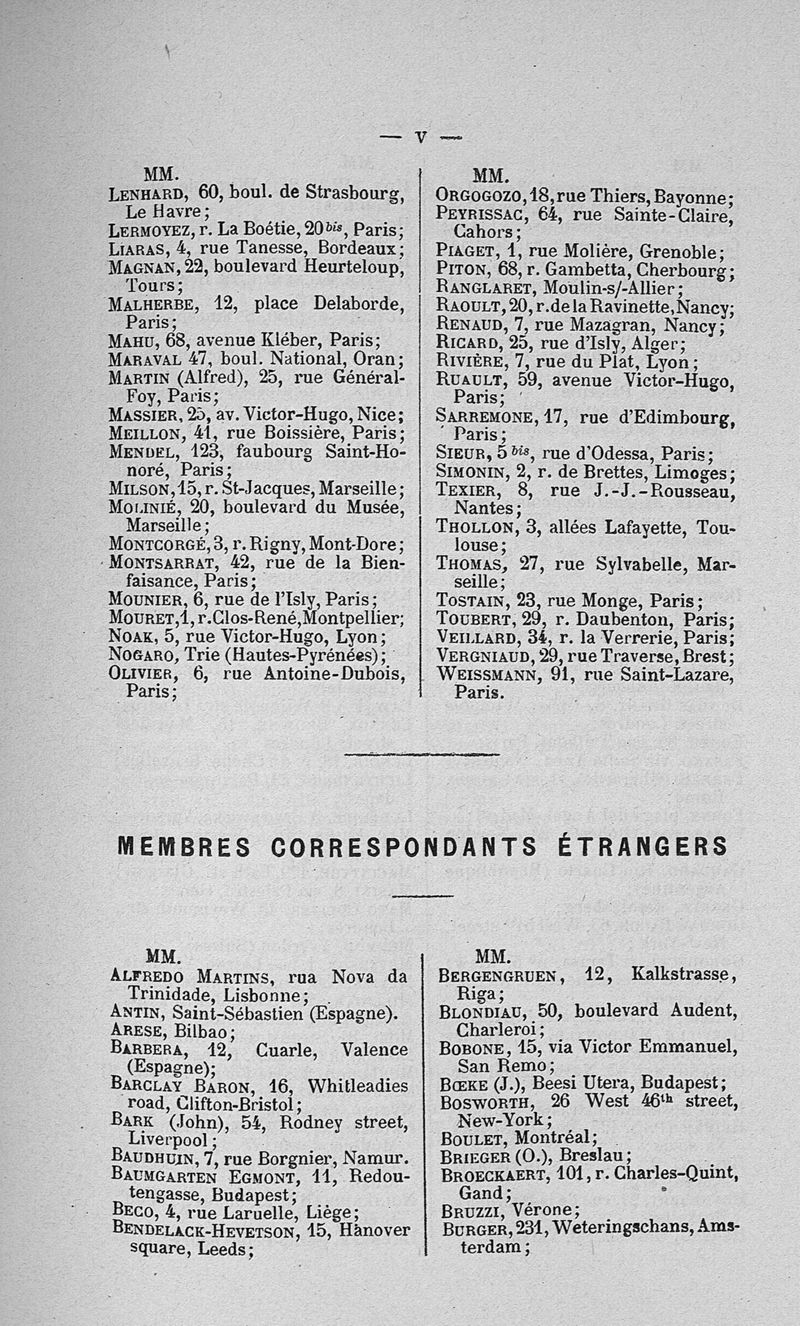 — V —
MM.
LENHARD, 60, boul. de Strasbourg,
Le Havre;
LERMOYEZ, r. La Boétie, 20bis, Paris;
LIARAS, 4, rue Tanesse, Bordeaux;
MAGNAN, 22, boulevard Heurteloup,
Tours;
MALHERBE, 12, place Delaborde,
Paris;
MAHU, 68, avenue Kléber, Paris;
MARAVAL 47, boul. National, Oran;
MARTIN (Alfred), 25, rue Général-
Foy, Paris;
MASSIER, 25, av. Victor-Hugo, Nice;
MEILLON, 41, rue Boissière, Paris;
MENDEL, 123, faubourg Saint-Ho-
noré, Paris;
MILSON, 15, r. St-Jacques, Marseille;
MOLINIÉ, 20, boulevard du Musée,
Marseille;
MONTCORGÉ, 3, r. Rigny, Mont-Dore;
MONTSARRAT, 42, rue de la Bien-
faisance, Paris;
MOUNIER, 6, rue de l'Isly, Paris;
MOURET, 1, r. Clos-René, Montpellier;
NOAK, 5, rue Victor-Hugo, Lyon;
NOGARO, Trie (Hautes-Pyrénées);
OLIVIER, 6, rue Antoine-Dubois,
Paris;
MM.
ORGOGOZO, 18, rue Thiers, Bayonne;
PEYRISSAC, 64, rue Sainte-Claire,
Cahors;
PIAGET, 1, rue Molière, Grenoble;
PITON, 68, r. Gambetta, Cherbourg;
RANGLARET, Moulin-s/-Allier;
RAOULT, 20, r. de la Ravinette, Nancy;
RENAUD, 7, rue Mazagran, Nancy;
RICARD, 25, rue d'Isly, Alger;
RIVIÈRE, 7, rue du Plat, Lyon;
RUAULT, 59, avenue Victor-Hugo,
Paris;
SARREMONE, 17, rue d'Edimbourg,
Paris;
SIEUR, 5 bis, rue d'Odessa, Paris;
SIMONIN, 2, r. de Brettes, Limoges;
TEXIER, 8, rue J.-J.-Rousseau,
Nantes;
THOLLON, 3, allées Lafayette, Tou-
louse;
THOMAS, 27, rue Sylvabelle, Mar-
seille;
TOSTAIN, 23, rue Monge, Paris;
TOUBERT, 29, r. Daubenton, Paris;
VEILLARD, 34, r. la Verrerie, Paris;
VERGNIAUD, 29, rue Traverse, Brest;
WEISSMANN, 91, rue Saint-Lazare,
Paris.
MEMBRES CORRESPONDANTS ÉTRANGERS
MM.
ALFREDO MARTINS, rua Nova da
Trinidade, Lisbonne;
ANTIN, Saint-Sébastien (Espagne).
ARESE, Bilbao;
BARBERA, 12, Cuarle, Valence
(Espagne);
BARCLAY BARON, 16, Whitleadies
road, Clifton-Bristol;
BARK (John), 54, Rodney street,
Liverpool;
BAUDHUIN, 7, rue Borgnier, Namur.
BAUMGARTEN EGMONT, 11, Redou-
tengasse, Budapest;
BECO, 4, rue Laruelle, Liège;
BENDELACK-HEVETSON, 15, Hànover
square, Leeds;
MM.
BERGENGRUEN, 12, Kalkstrasse,
Riga;
BLONDIAU, 50, boulevard Audent,
Charleroi;
BOBONE, 15, via Victor Emmanuel,
San Remo;
BŒKE (J.), Beesi Utera, Budapest;
BOSWORTH, 26 West 46th street,
New-York;
BOULET, Montréal;
BRIEGER (O.), Breslau;
BROECKAERT, 101, r. Charles-Quint,
Gand;
BRUZZI, Vérone;
BURGER, 231, Weteringschans, Ams-
terdam;